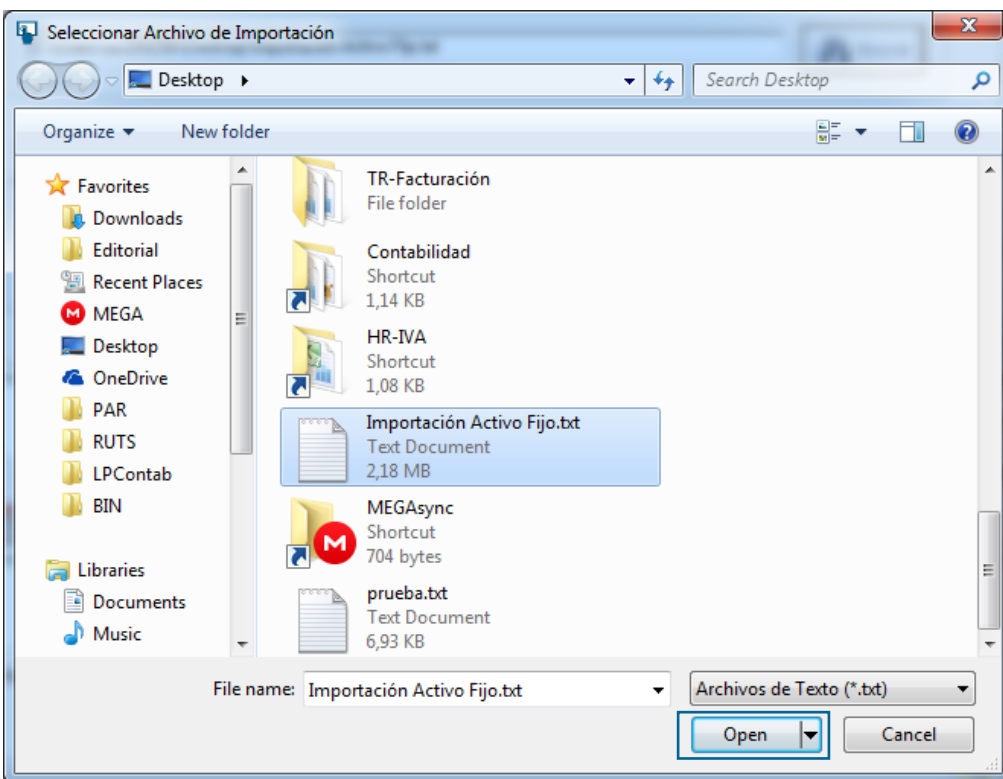 Seleccionar Archivo de Importación
Desktop
Search Desktop
Organize
New folder
Favorites
Downloads
Editorial
Recent Places
MEGA
Desktop
OneDrive
PAR
RUTS
LPContab
BIN
Libraries
Documents
Music
TR-Facturación
File folder
Contabilidad
Shortcut
1,14 KB
HR-IVA
Shortcut
1,08 KB
Importación Activo Fijo.txt
Text Document
2,18 MB
MEGAsync
Shortcut
704 bytes
prueba.txt
Text Document
6,93 KB
File name: Importación Activo Fijo.txt
Archivos de Texto (*.txt)
Open
Cancel